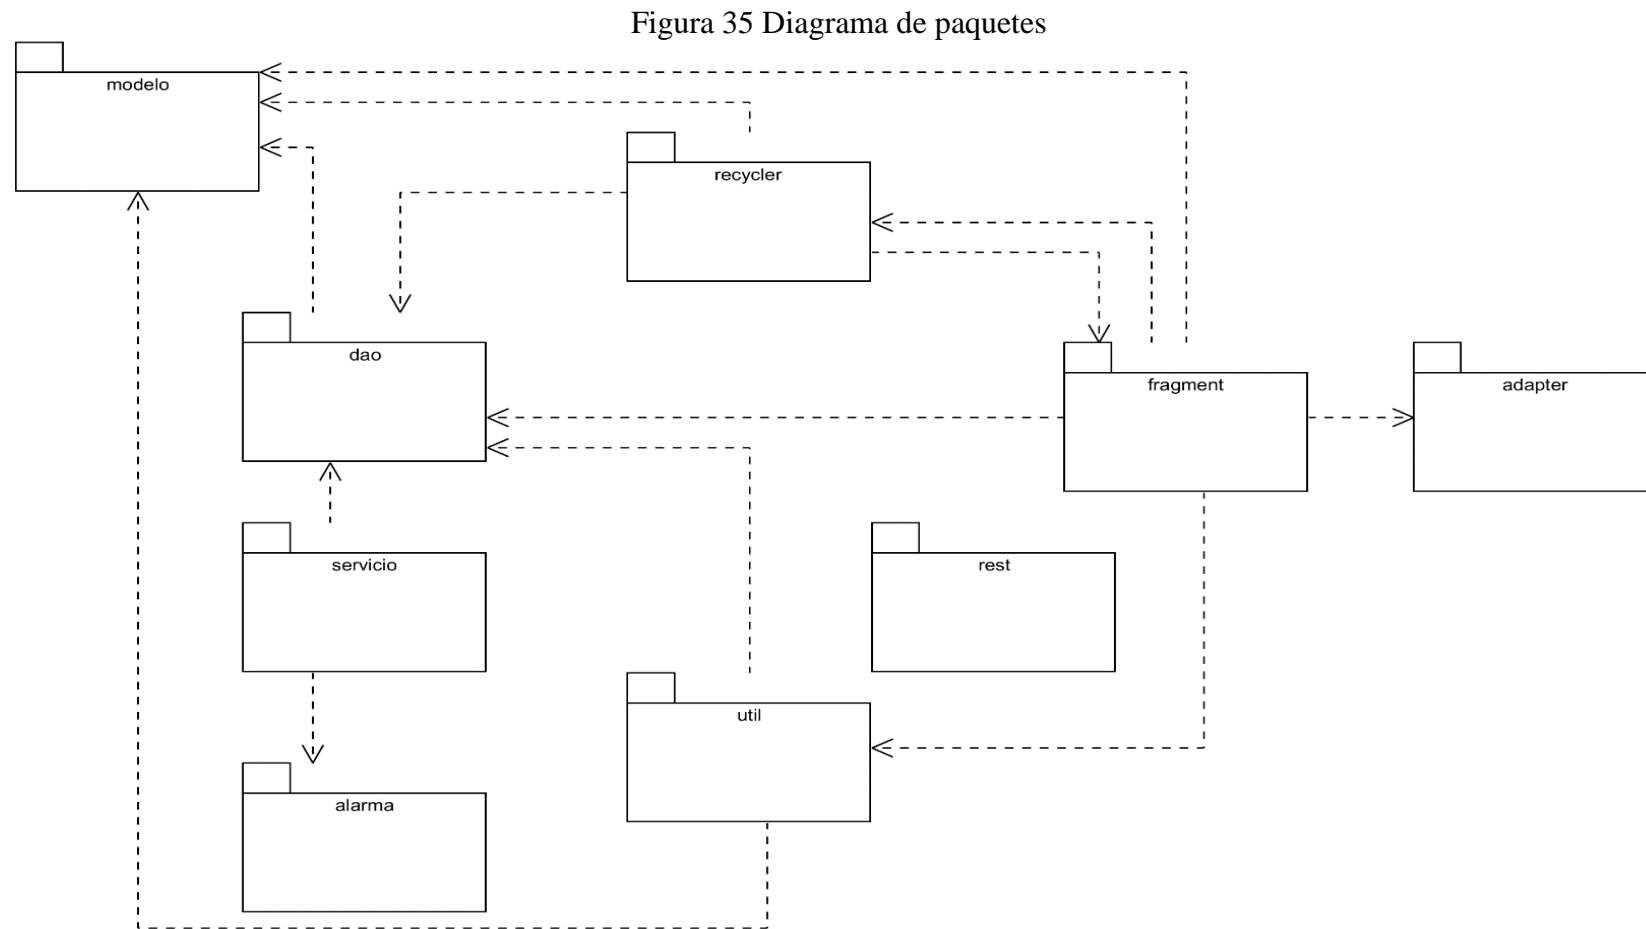 Figura 35 Diagrama de paquetes
modelo
recycler
dao
fragment
adapter
servicio
rest
util
alarma